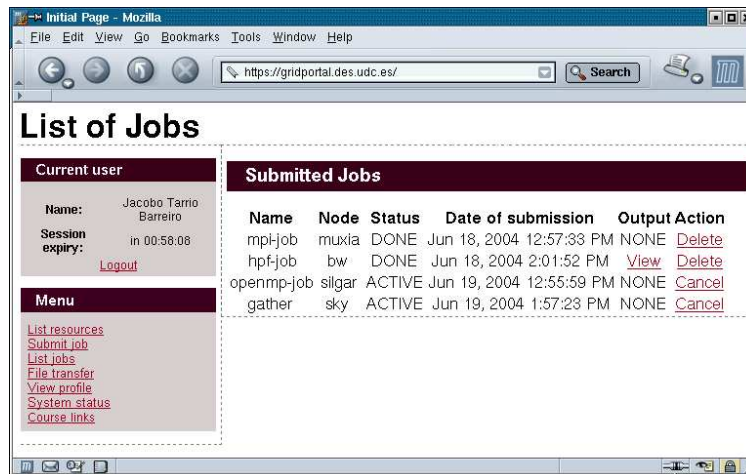 Initial Page - Mozilla
File Edit View Go Bookmarks Tools Window Help
https://gridportal.des.udc.es/ Search
List of Jobs
Current user
Name: Jacobo Tarrio Barreiro
Session expiry: in 00:58:08
Logout
Menu
List resources
Submit job
List jobs
File transfer
View profile
System status
Course links
Submitted Jobs
Name Node Status Date of submission Output Action
mpi-job muxia DONE Jun 18, 2004 12:57:33 PM NONE Delete
hpf-job bw DONE Jun 18, 2004 2:01:52 PM View Delete
openmp-job silgar ACTIVE Jun 19, 2004 12:55:59 PM NONE Cancel
gather sky ACTIVE Jun 19, 2004 1:57:23 PM NONE Cancel